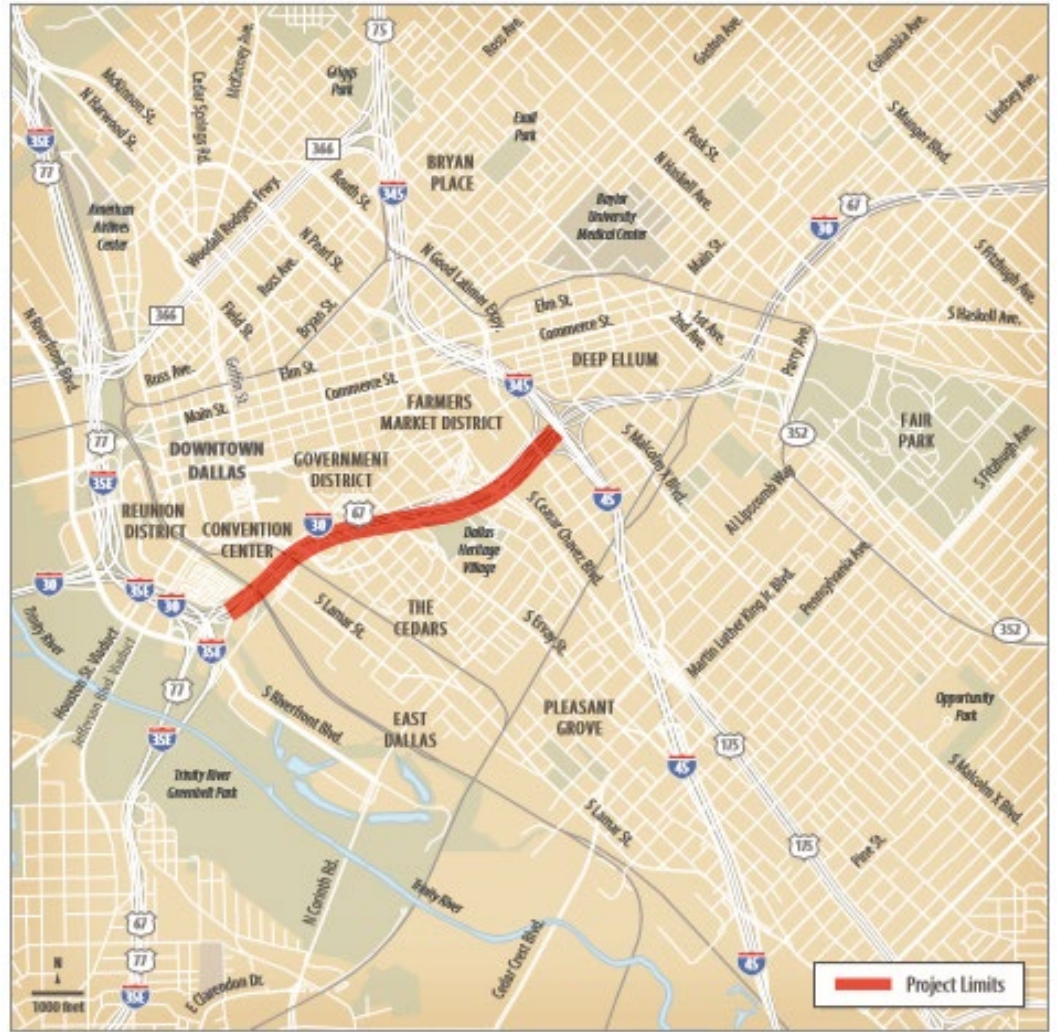 75
Ross Ave.
Gaston Ave.
Columbia Ave.
Lindsey Ave.
McKinnon St.
N Harwood St.
Cedar Springs Rd.
McKinney Ave.
Griggs
Park
Exall
Park
S Munger Blvd.
35E
77
366
BRYAN
PLACE
Peak St.
N Haskell Ave.
345
Routh St.
American
Airlines
Center
Woodall Rodgers Frwy.
N Pearl St.
Baylor
University
Medical Center
67
30
Ross Ave.
N Good Latimer Expy.
Main St.
S Fitzhugh Ave.
N Riverfront Blvd.
366
Field St.
Bryan St.
Elm St.
Commerce St.
1st Ave.
2nd Ave.
Parry Ave.
S Haskell Ave.
Ross Ave.
Griffin St.
Elm St.
Commerce St.
345
DEEP ELLUM
Main St.
FARMERS
MARKET DISTRICT
FAIR
PARK
77
DOWNTOWN
DALLAS
GOVERNMENT
DISTRICT
S Malcolm X Blvd.
352
S Fitzhugh Ave.
35E
45
REUNION
DISTRICT
CONVENTION
CENTER
30
67
Al Lipscomb Way
Dallas
Heritage
Village
S Cesar Chavez Blvd.
30
35E
30
Trinity River
S Lamar St.
THE
CEDARS
S Ervay St.
Martin Luther King Jr. Blvd.
Pennsylvania Ave.
352
35E
Houston St. Viaduct
Jefferson Blvd. Viaduct
77
S Riverfront Blvd.
EAST
DALLAS
PLEASANT
GROVE
Opportunity
Park
35E
175
45
Trinity River
Greenbelt Park
S Malcolm X Blvd.
S Lamar St.
175
Pine St.
N Corinth Rd.
Trinity River
67
77
35E
Cedar Crest Blvd.
45
N
1000 feet
E Clarendon Dr.
Project Limits